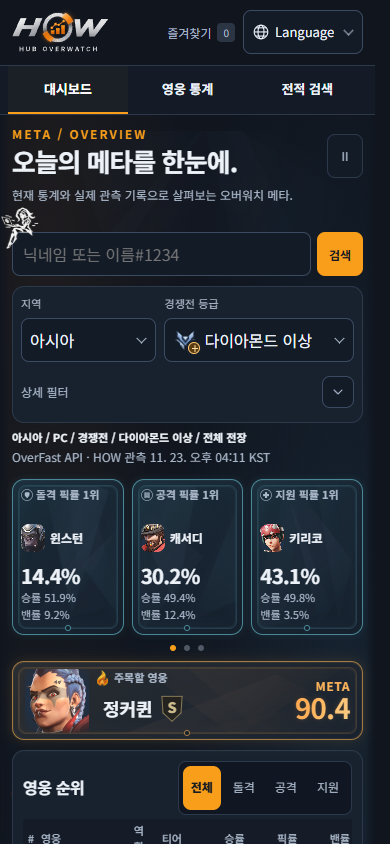 HOW
HUB OVERWATCH
즐겨찾기 0
Language
대시보드 영웅 통계 전적 검색
META / OVERVIEW
오늘의 메타를 한눈에.
현재 통계와 실제 관측 기록으로 살펴보는 오버워치 메타.
닉네임 또는 이름#1234 검색
지역 경쟁전 등급
아시아 다이아몬드 이상
상세 필터
아시아 / PC / 경쟁전 / 다이아몬드 이상 / 전체 전장
OverFast API · HOW 관측 11. 23. 오후 04:11 KST
돌격 픽률 1위
윈스턴
14.4%
승률 51.9%
밴률 9.2%
공격 픽률 1위
캐서디
30.2%
승률 49.4%
밴률 12.4%
지원 픽률 1위
키리코
43.1%
승률 49.8%
밴률 3.5%
주목할 영웅
정커퀸 S
META
90.4
영웅 순위 전체 돌격 공격 지원
# 영웅 역할 티어 승률 픽률 밴률